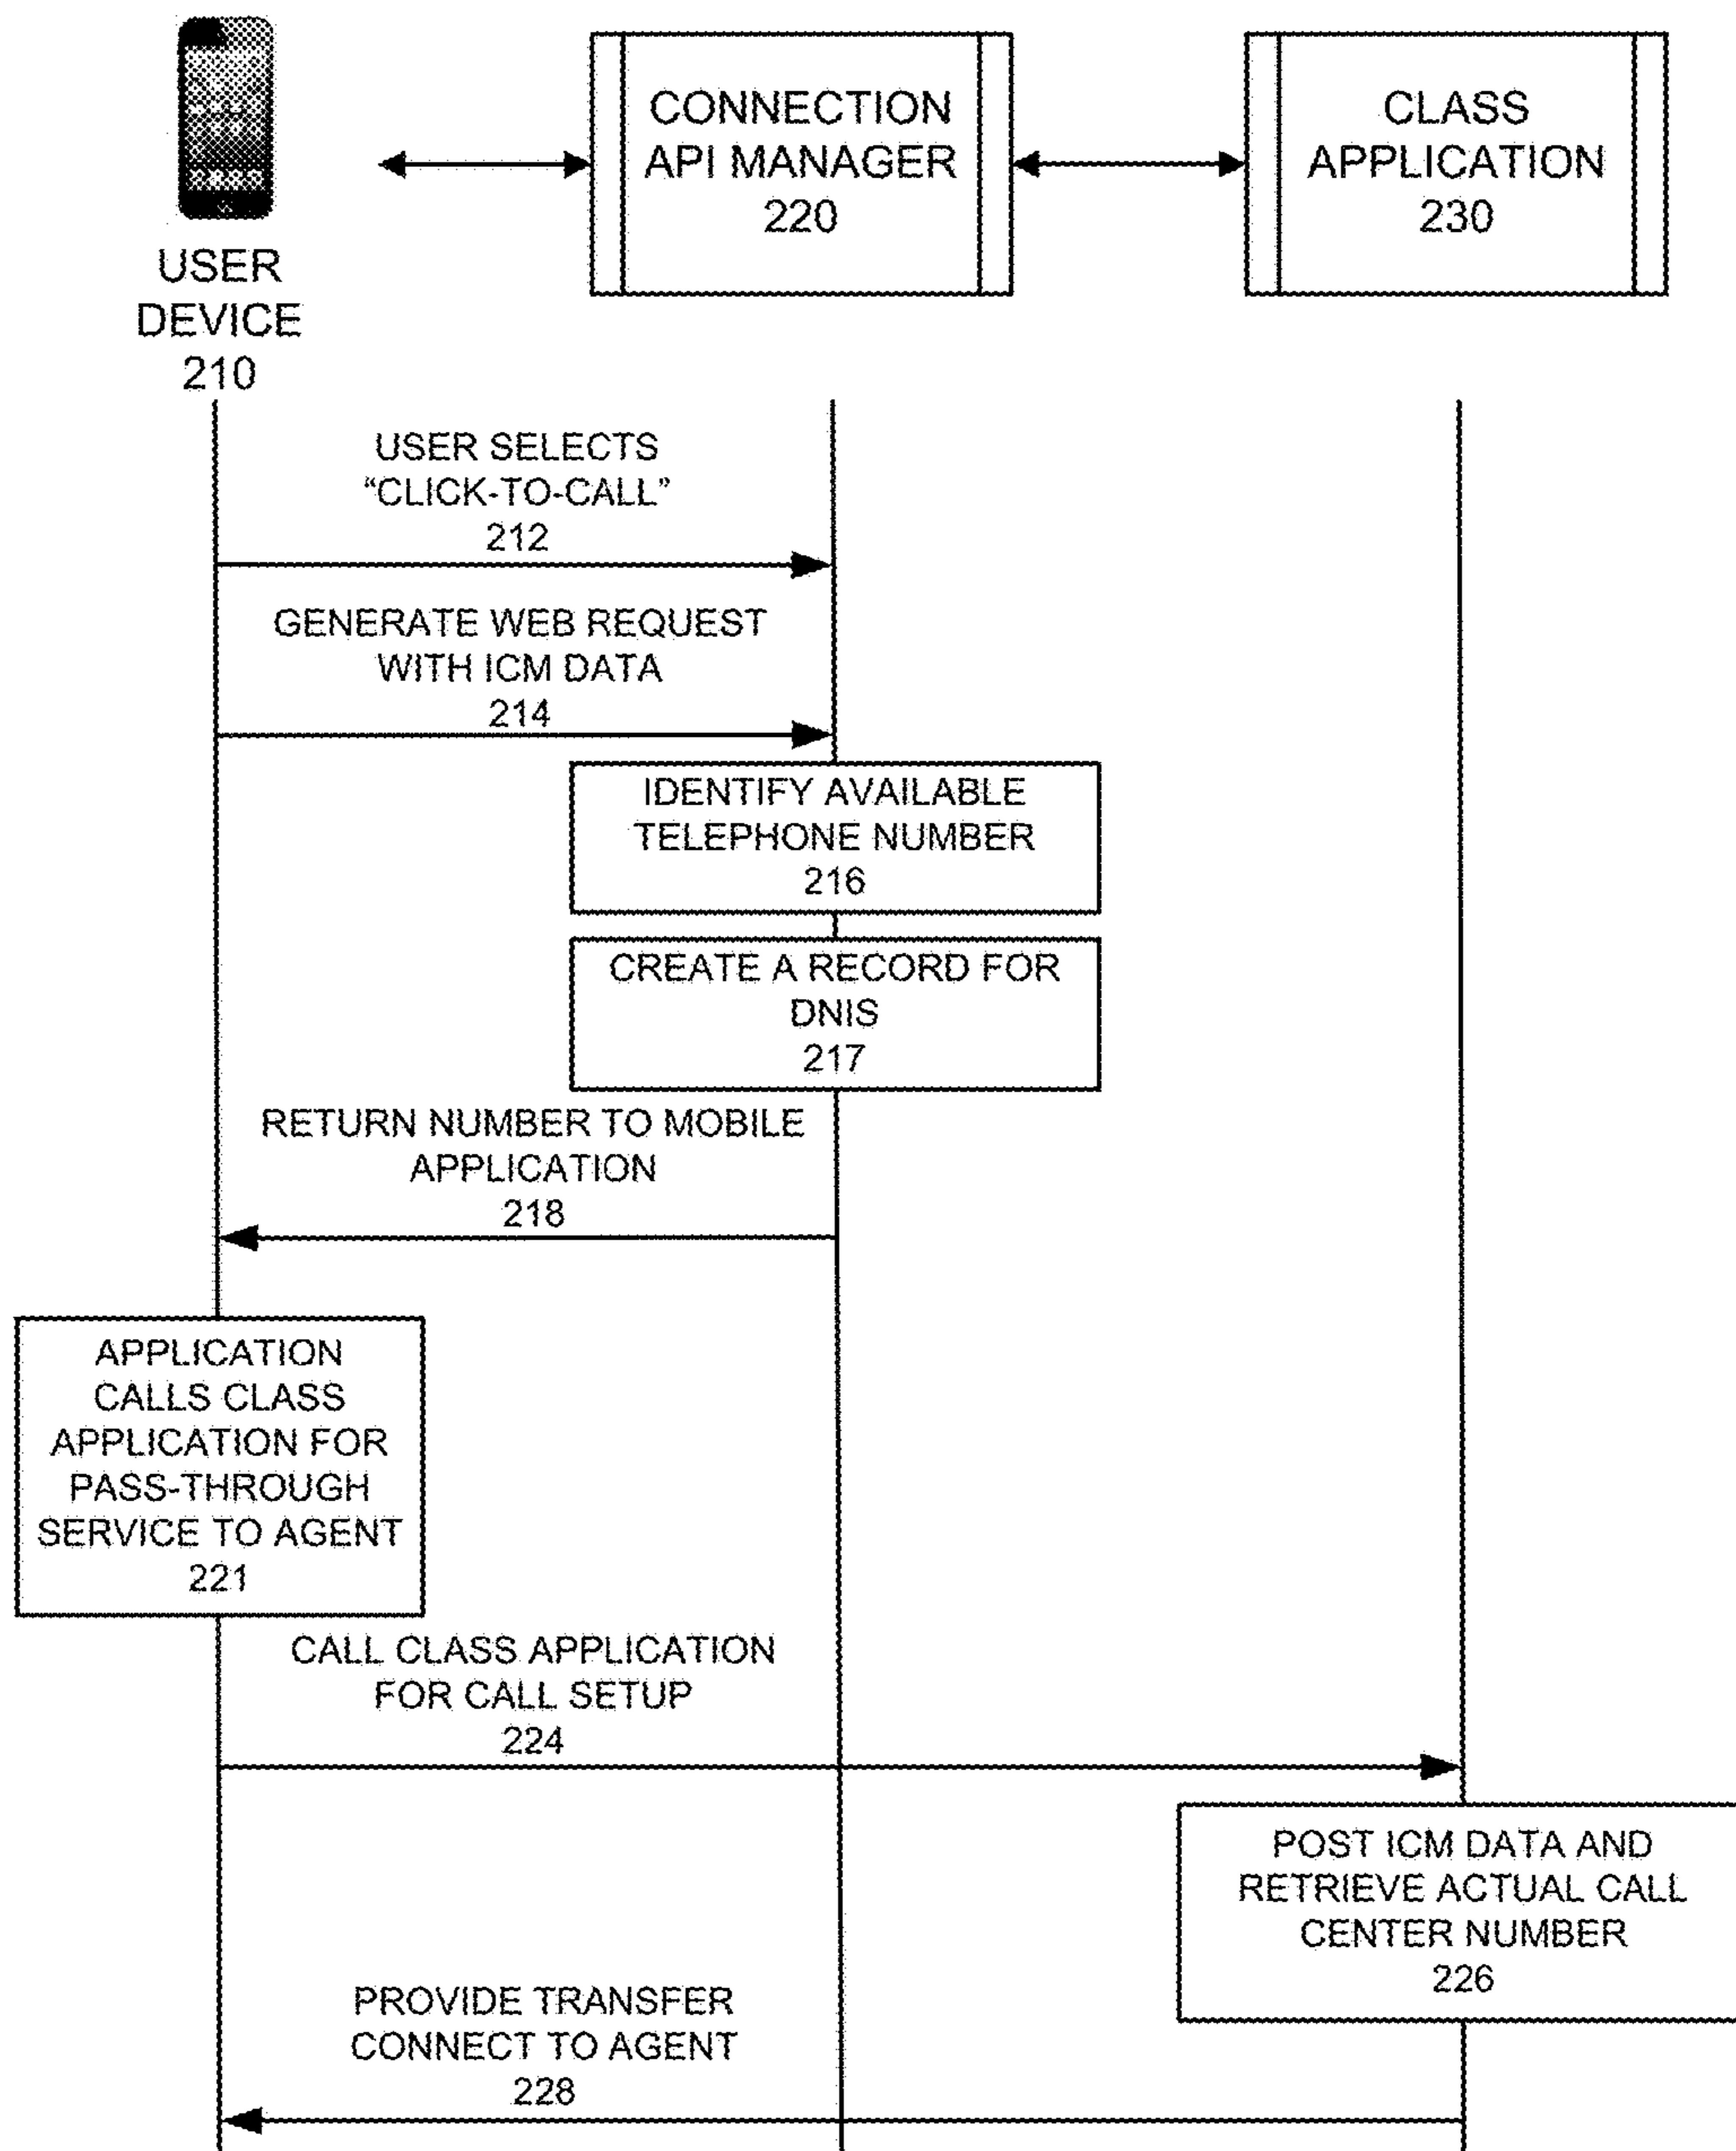 CONNECTION
API MANAGER
220
CLASS
APPLICATION
230
USER
DEVICE
210
USER SELECTS
“CLICK-TO-CALL”
212
GENERATE WEB REQUEST
WITH ICM DATA
214
IDENTIFY AVAILABLE
TELEPHONE NUMBER
216
CREATE A RECORD FOR
DNIS
217
RETURN NUMBER TO MOBILE
APPLICATION
218
APPLICATION
CALLS CLASS
APPLICATION FOR
PASS-THROUGH
SERVICE TO AGENT
221
CALL CLASS APPLICATION
FOR CALL SETUP
224
POST ICM DATA AND
RETRIEVE ACTUAL CALL
CENTER NUMBER
226
PROVIDE TRANSFER
CONNECT TO AGENT
228